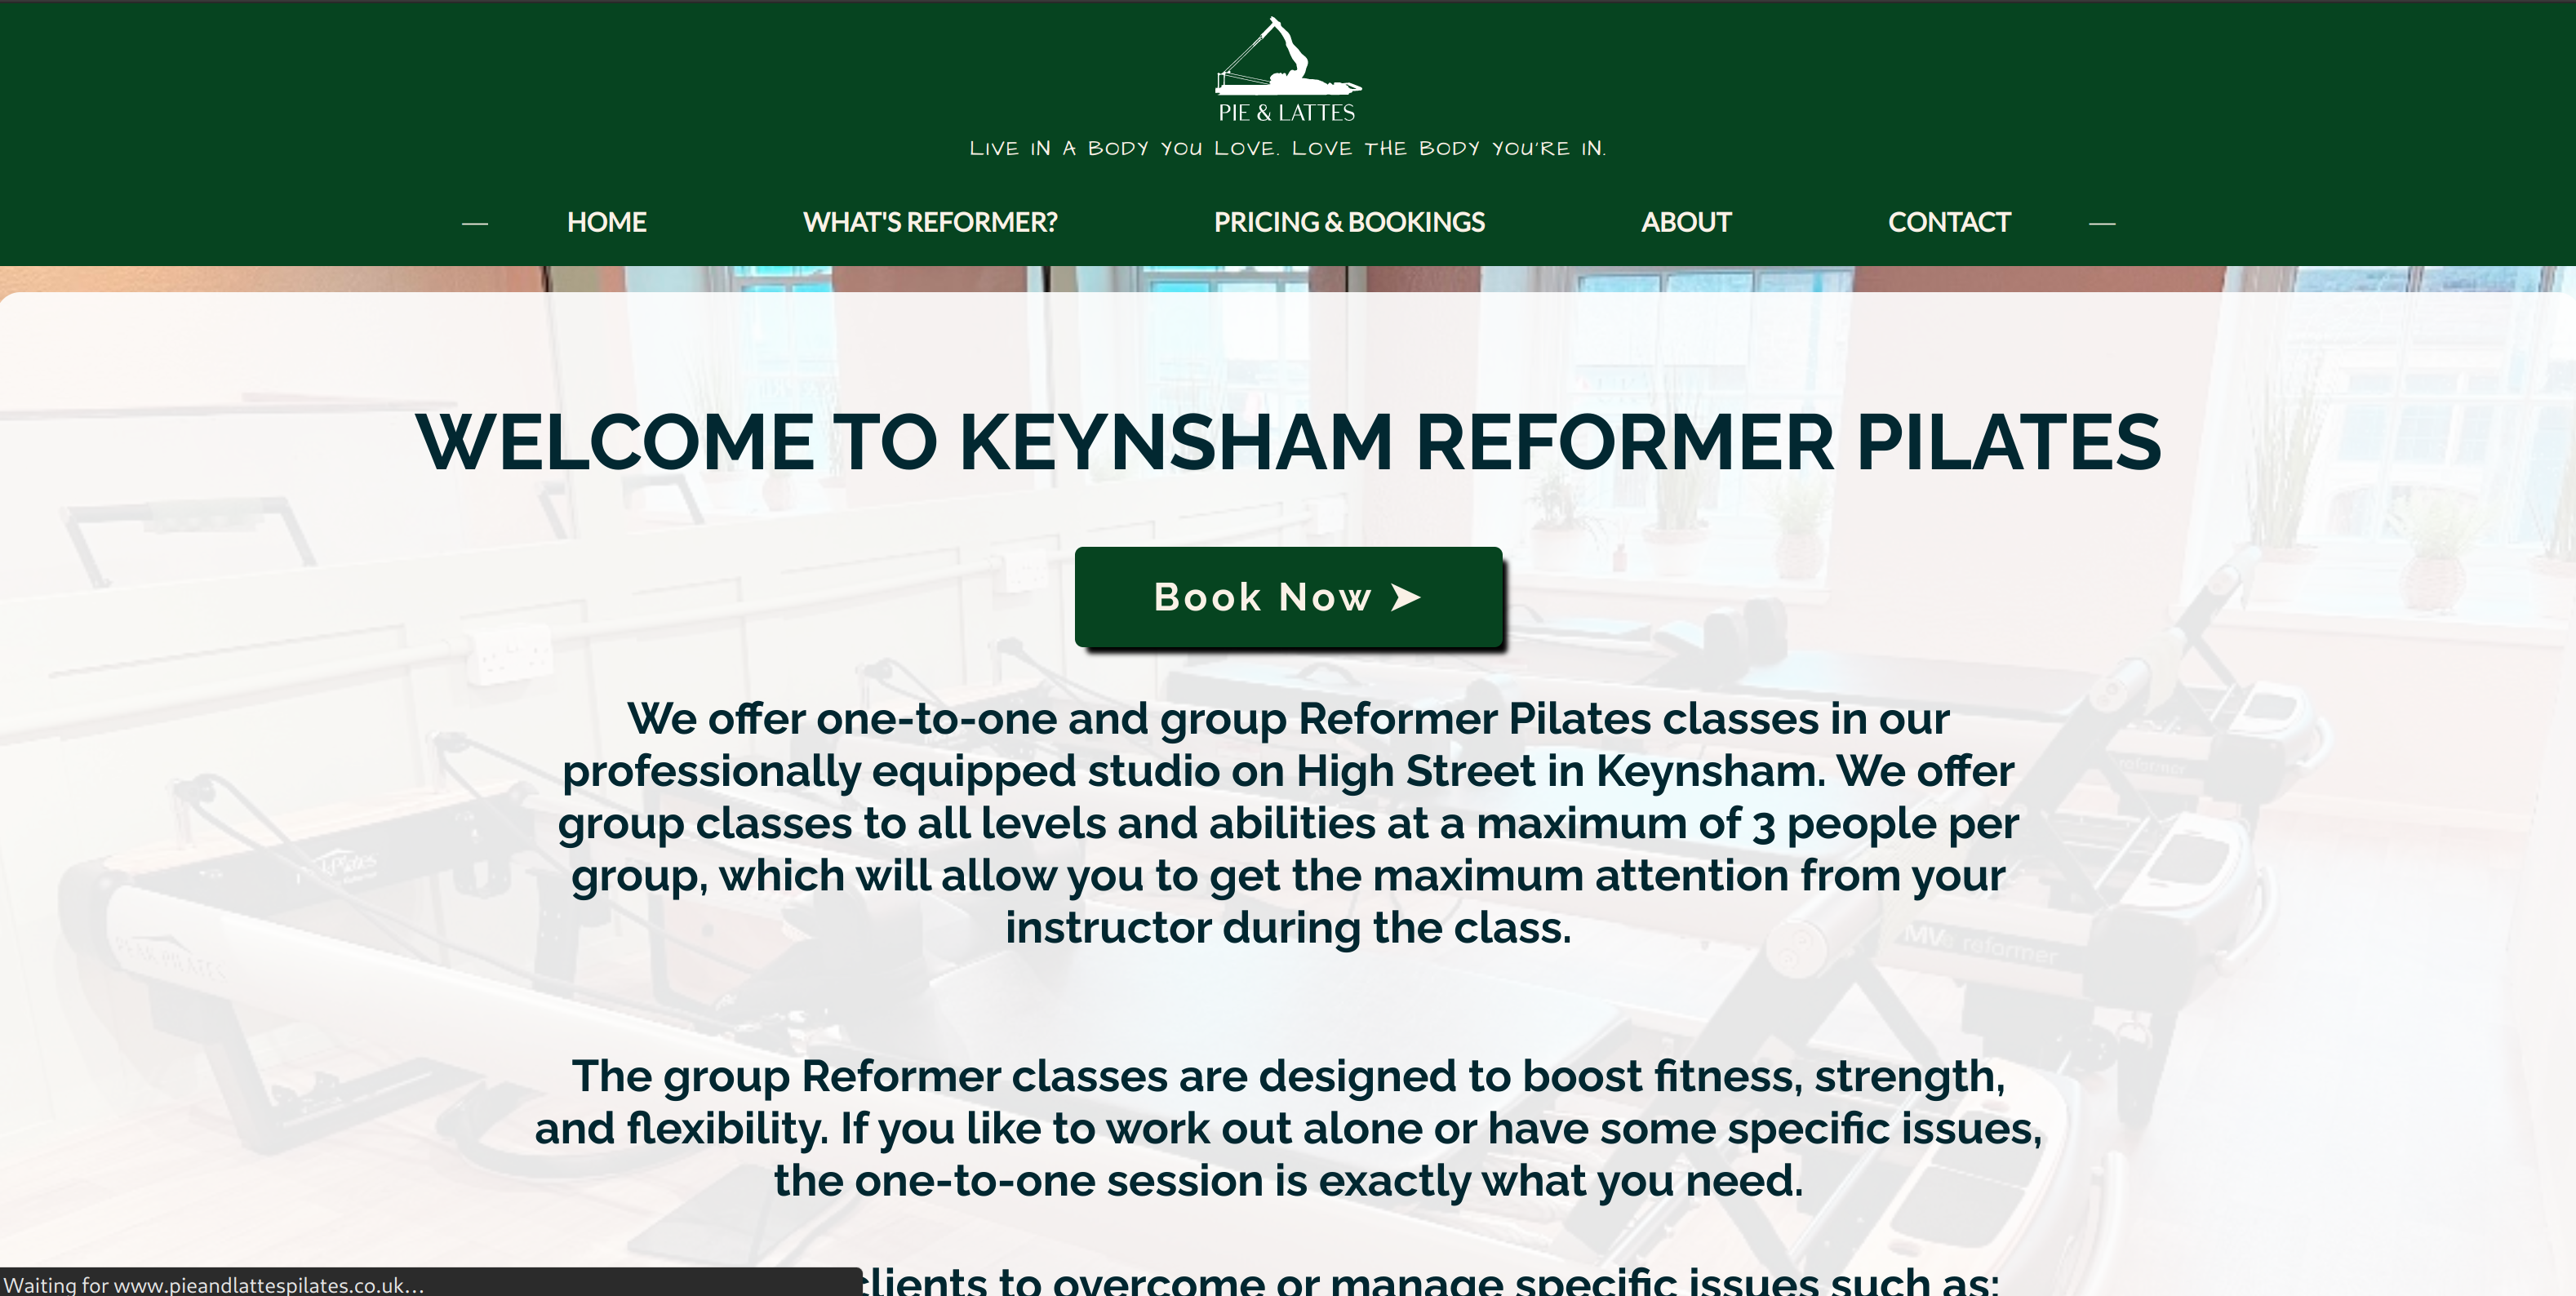 PIE & LATTES
LIVE IN A BODY YOU LOVE. LOVE THE BODY YOU'RE IN.
— HOME WHAT'S REFORMER? PRICING & BOOKINGS ABOUT CONTACT —
WELCOME TO KEYNSHAM REFORMER PILATES
Book Now ➤
We offer one-to-one and group Reformer Pilates classes in our
professionally equipped studio on High Street in Keynsham. We offer
group classes to all levels and abilities at a maximum of 3 people per
group, which will allow you to get the maximum attention from your
instructor during the class.
reformer
PEAK PILATES
MVe reformer
The group Reformer classes are designed to boost fitness, strength,
and flexibility. If you like to work out alone or have some specific issues,
the one-to-one session is exactly what you need.
clients to overcome or manage specific issues such as:
Waiting for www.pieandlattespilates.co.uk...